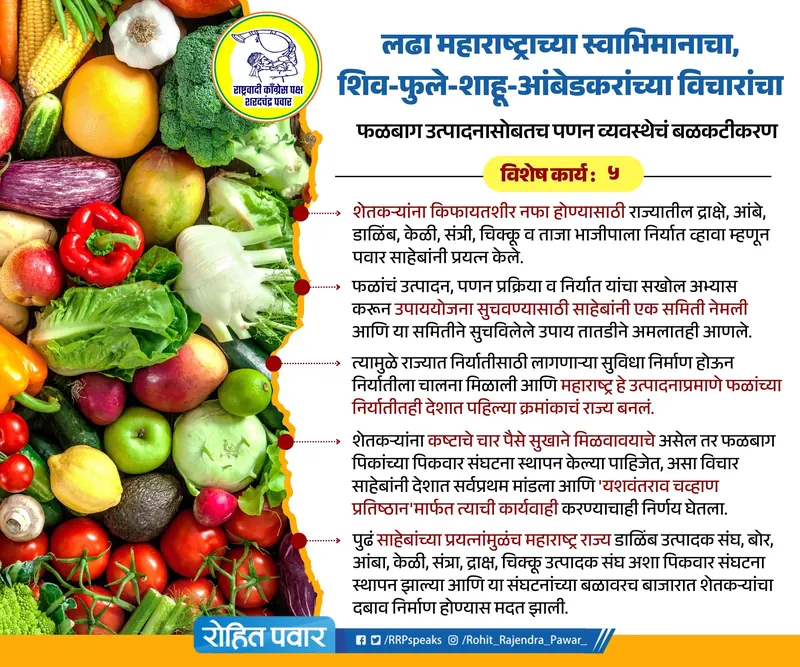 लढा महाराष्ट्राच्या स्वाभिमानाचा,
शिव-फुले-शाहू-आंबेडकरांच्या विचारांचा
राष्ट्रवादी काँग्रेस पक्ष
शरदचंद्र पवार
फळबाग उत्पादनासोबतच पणन व्यवस्थेचं बळकटीकरण
विशेष कार्य : ५
शेतकऱ्यांना किफायतशीर नफा होण्यासाठी राज्यातील द्राक्षे, आंबे,
डाळिंब, केळी, संत्री, चिक्कू व ताजा भाजीपाला निर्यात व्हावा म्हणून
पवार साहेबांनी प्रयत्न केले.
फळांचं उत्पादन, पणन प्रक्रिया व निर्यात यांचा सखोल अभ्यास
करून उपाययोजना सुचवण्यासाठी साहेबांनी एक समिती नेमली
आणि या समितीने सुचविलेले उपाय तातडीने अमलातही आणले.
त्यामुळे राज्यात निर्यातीसाठी लागणाऱ्या सुविधा निर्माण होऊन
निर्यातीला चालना मिळाली आणि महाराष्ट्र हे उत्पादनाप्रमाणे फळांच्या
निर्यातीतही देशात पहिल्या क्रमांकाचं राज्य बनलं.
शेतकऱ्यांना कष्टाचे चार पैसे सुखाने मिळवावयाचे असेल तर फळबाग
पिकांच्या पिकवार संघटना स्थापन केल्या पाहिजेत, असा विचार
साहेबांनी देशात सर्वप्रथम मांडला आणि 'यशवंतराव चव्हाण
प्रतिष्ठान'मार्फत त्याची कार्यवाही करण्याचाही निर्णय घेतला.
पुढं साहेबांच्या प्रयत्नांमुळंच महाराष्ट्र राज्य डाळिंब उत्पादक संघ, बोर,
आंबा, केळी, संत्रा, द्राक्ष, चिक्कू उत्पादक संघ अशा पिकवार संघटना
स्थापन झाल्या आणि या संघटनांच्या बळावरच बाजारात शेतकऱ्यांचा
दबाव निर्माण होण्यास मदत झाली.
रोहित पवार
/RRPspeaks /Rohit_Rajendra_Pawar_